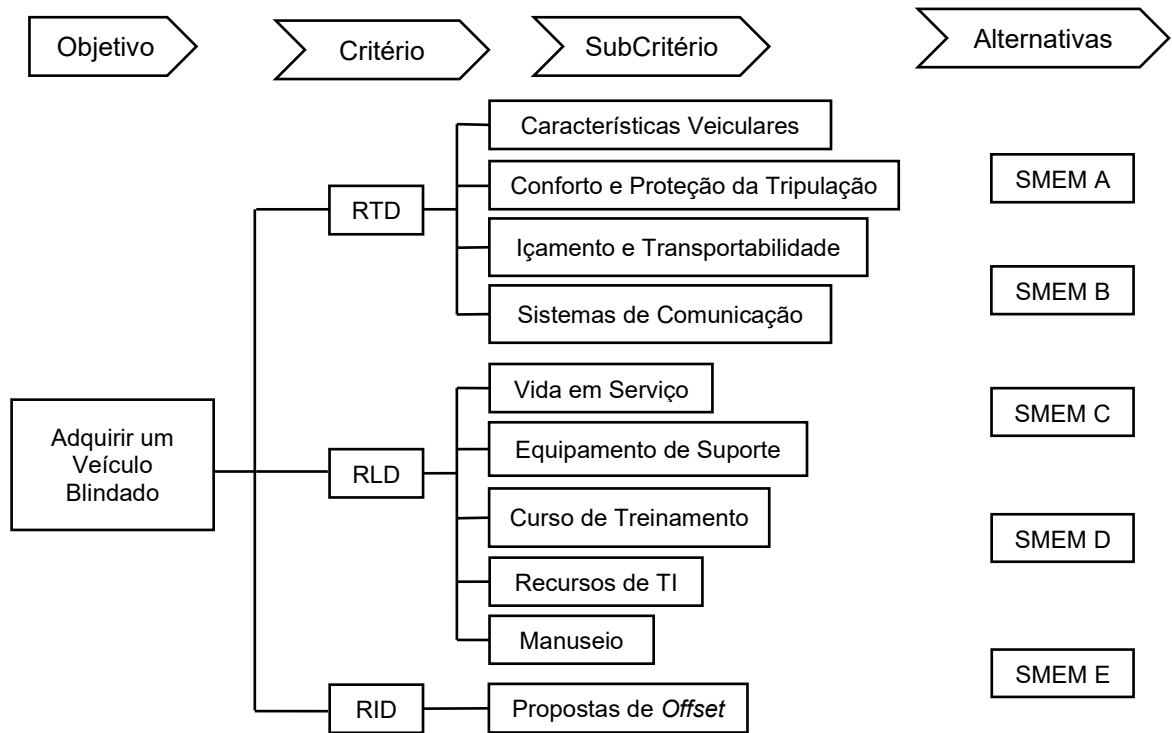 Objetivo
Critério
SubCritério
Alternativas
Características Veiculares
Conforto e Proteção da Tripulação
RTD
Içamento e Transportabilidade
Sistemas de Comunicação
SMEM A
SMEM B
Adquirir um
Veículo
Blindado
Vida em Serviço
Equipamento de Suporte
RLD
Curso de Treinamento
Recursos de TI
Manuseio
SMEM C
SMEM D
RID
Propostas de Offset
SMEM E